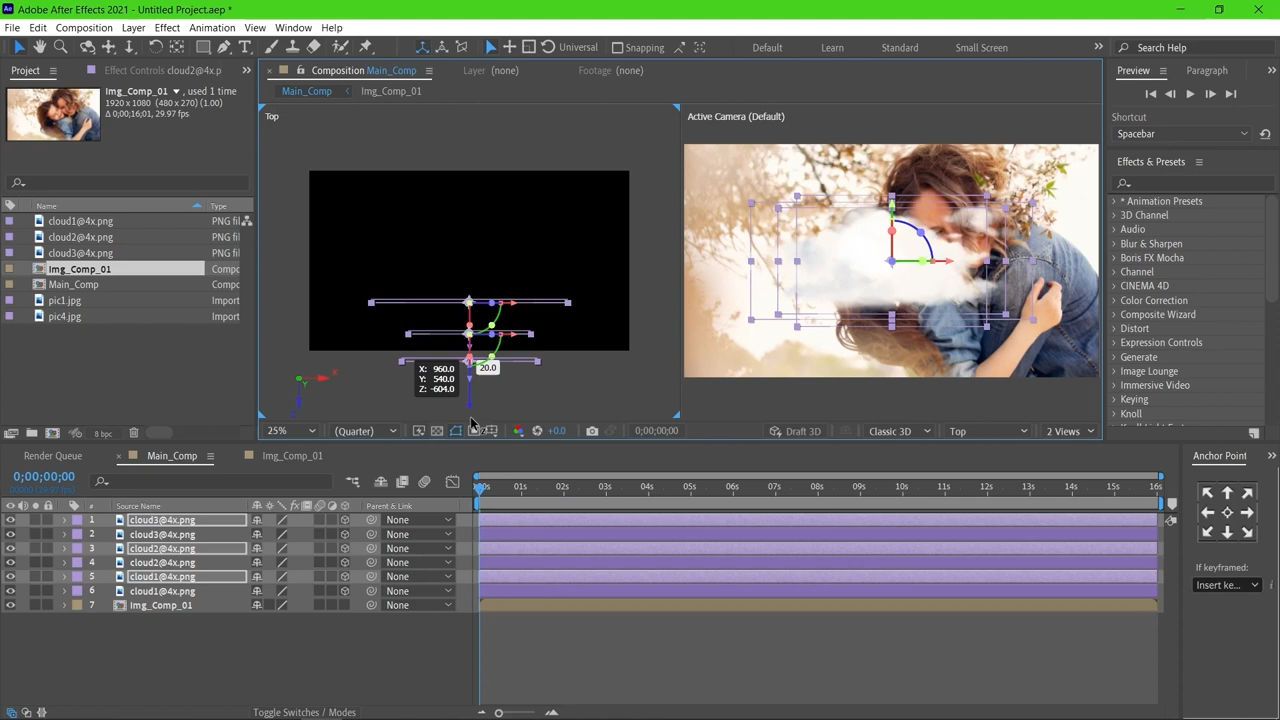 Adobe After Effects 2021 - Untitled Project.aep *
File Edit Composition Layer Effect Animation View Window Help
Universal Snapping Default Learn Standard Small Screen Search Help
Project Effect Controls cloud2@4x.p
Composition Main_Comp Layer (none) Footage (none)
Preview Paragraph
Img_Comp_01 , used 1 time
1920 x 1080 (480 x 270) (1.00)
Δ 0;00;16;01, 29.97 fps
Main_Comp Img_Comp_01
Top
Active Camera (Default)
Shortcut
Spacebar
Effects & Presets
Name Type
cloud1@4x.png PNG fil
cloud2@4x.png PNG fil
cloud3@4x.png PNG fil
Img_Comp_01 Compo
Main_Comp Compo
pic1.jpg Import
pic4.jpg Import
* Animation Presets
3D Channel
Audio
Blur & Sharpen
Boris FX Mocha
Channel
CINEMA 4D
Color Correction
Composite Wizard
Distort
Expression Controls
Generate
Image Lounge
Immersive Video
Keying
Knoll
X: 960.0
Y: 540.0
Z: -604.0
20.0
X
Y
Z
8 bpc
25% (Quarter) +0.0 0;00;00;00 Draft 3D Classic 3D Top 2 Views
Render Queue Main_Comp Img_Comp_01
Anchor Point
0;00;00;00
# Source Name Parent & Link
01s 02s 03s 04s 05s 06s 07s 08s 09s 10s 11s 12s 13s 14s 15s 16s
1 cloud3@4x.png None
2 cloud3@4x.png None
3 cloud2@4x.png None
4 cloud2@4x.png None
5 cloud1@4x.png None
6 cloud1@4x.png None
7 Img_Comp_01 None
If keyframed:
Insert ke...
Toggle Switches / Modes